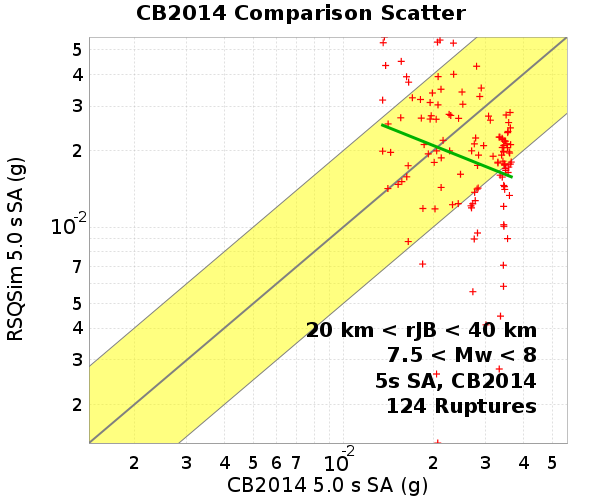 CB2014 Comparison Scatter
5
4
3
2
10-2
7
5
4
3
2
RSQSim 5.0 s SA (g)
20 km < rJB < 40 km
7.5 < Mw < 8
5s SA, CB2014
124 Ruptures
2 3 4 5 6 7 10-2 2 3 4 5
CB2014 5.0 s SA (g)